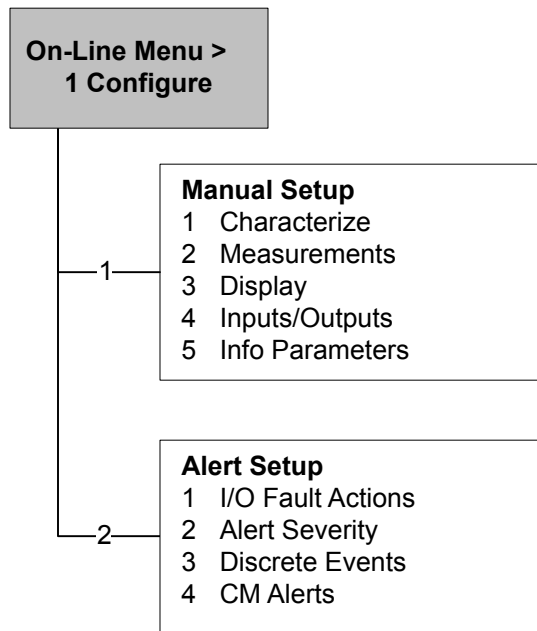 On-Line Menu >
1 Configure
1
Manual Setup
1 Characterize
2 Measurements
3 Display
4 Inputs/Outputs
5 Info Parameters
2
Alert Setup
1 I/O Fault Actions
2 Alert Severity
3 Discrete Events
4 CM Alerts